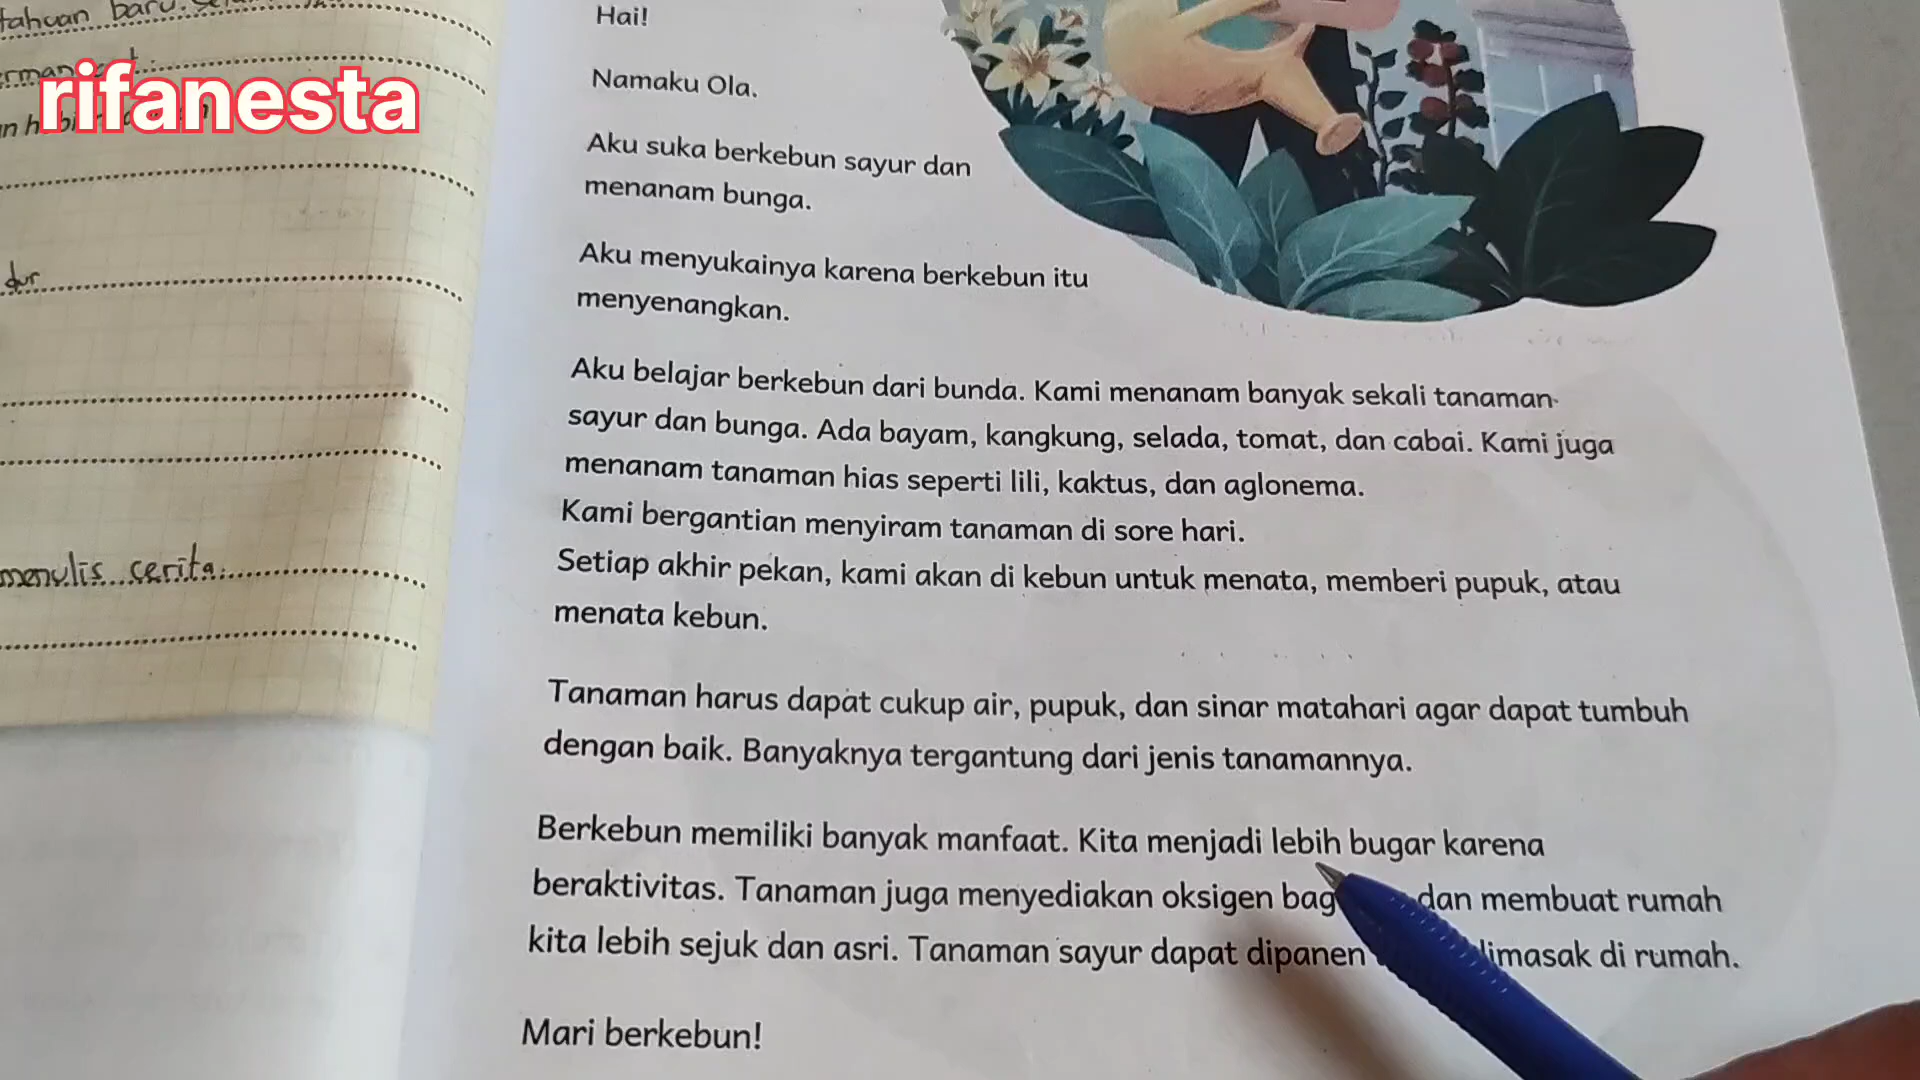 tahuan baru
rifanesta
dur
menulis cerita
Hai!
Namaku Ola.
Aku suka berkebun sayur dan
menanam bunga.
Aku menyukainya karena berkebun itu
menyenangkan.
Aku belajar berkebun dari bunda. Kami menanam banyak sekali tanaman
sayur dan bunga. Ada bayam, kangkung, selada, tomat, dan cabai. Kami juga
menanam tanaman hias seperti lili, kaktus, dan aglonema.
Kami bergantian menyiram tanaman di sore hari.
Setiap akhir pekan, kami akan di kebun untuk menata, memberi pupuk, atau
menata kebun.
Tanaman harus dapat cukup air, pupuk, dan sinar matahari agar dapat tumbuh
dengan baik. Banyaknya tergantung dari jenis tanamannya.
Berkebun memiliki banyak manfaat. Kita menjadi lebih bugar karena
beraktivitas. Tanaman juga menyediakan oksigen dan membuat rumah
kita lebih sejuk dan asri. Tanaman sayur dapat dipanen di rumah.
Mari berkebun!